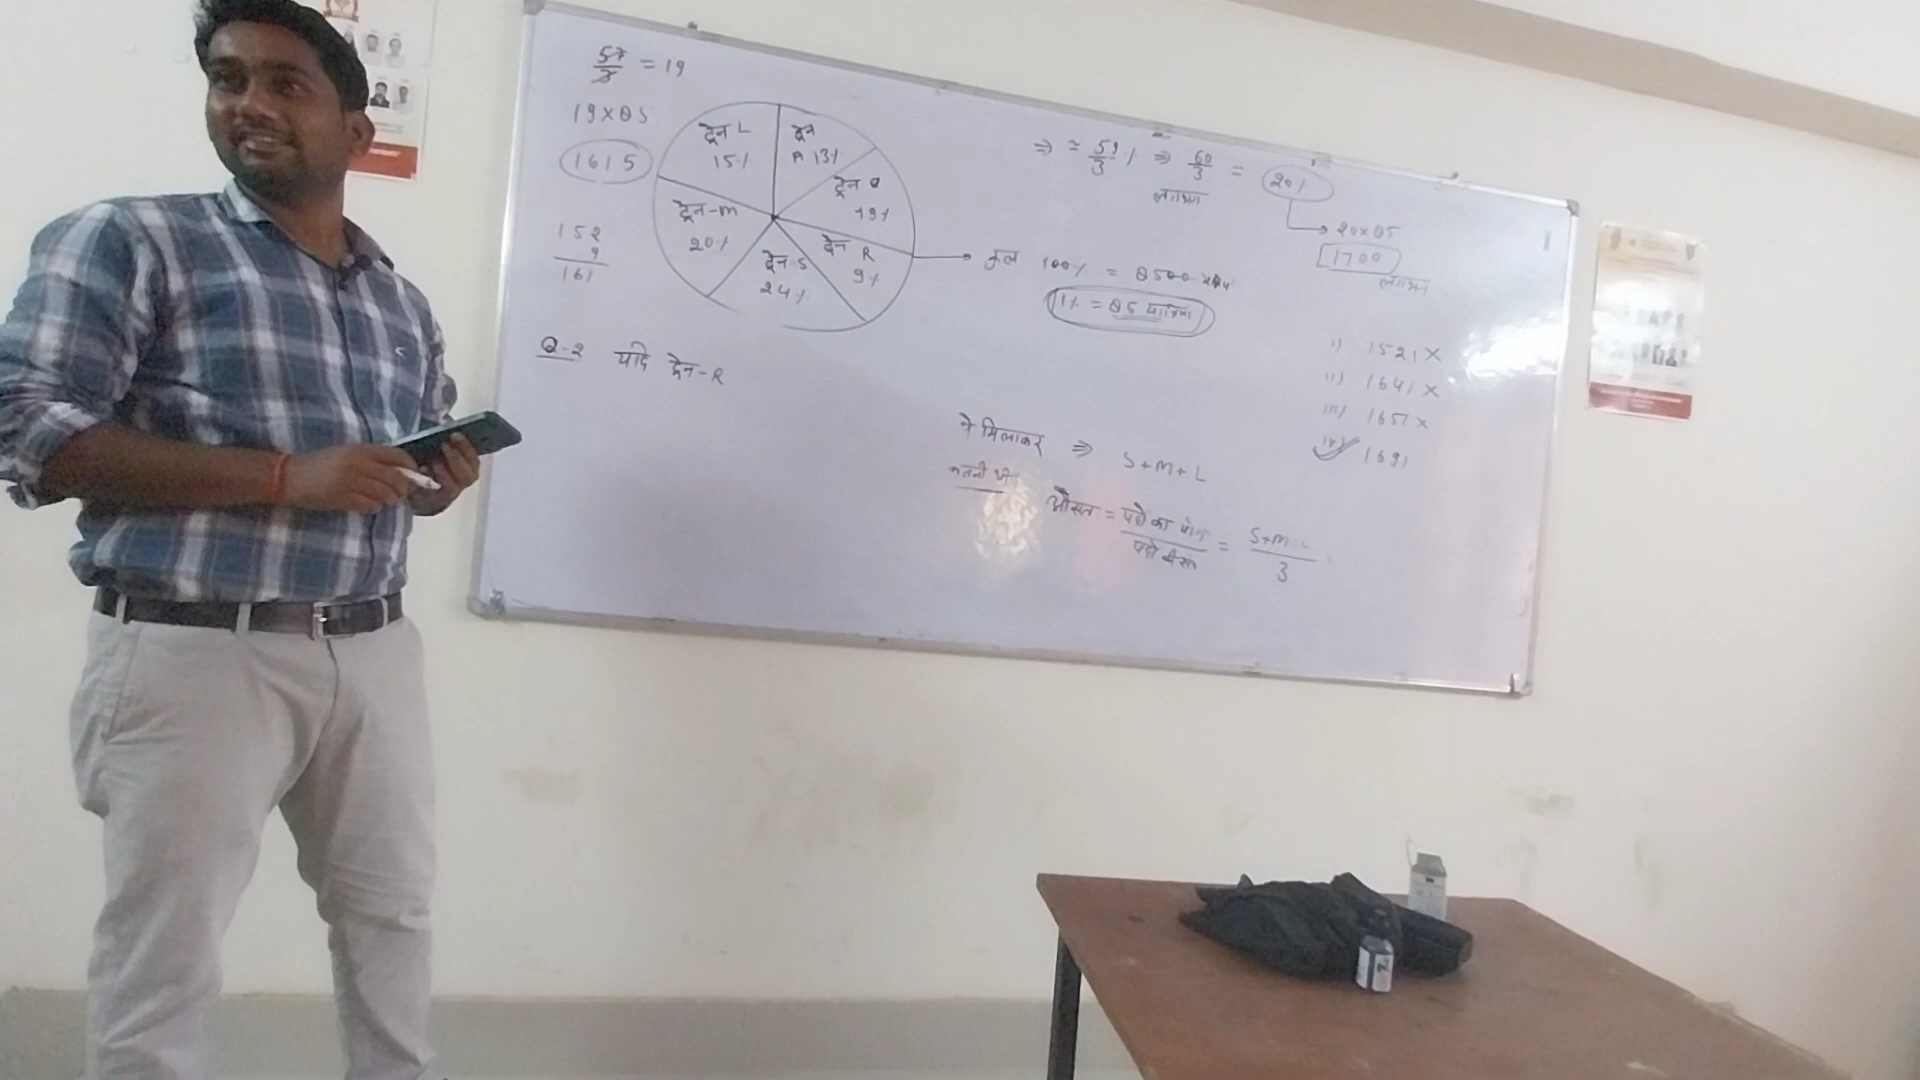 57/3 = 19
19×85
1615
152
9
161
ट्रेन L
15%
ट्रेन
A 13%
ट्रेन Q
19%
ट्रेन R
9%
ट्रेन-S
24%
ट्रेन-M
20%
कुल 100% = 8500
1% = 85 यात्रियों
⇒ ≈ 59/3 % ⇒ 60/3 = 20%
लगभग
20×85
1700
लगभग
Q-2 यदि ट्रेन-R
i) 1521 ×
ii) 1641 ×
iii) 1651 ×
iv) 1691
ने मिलाकर ⇒ S+M+L
औसत = पदों का योग/पदों की सं० = S+M+L/3